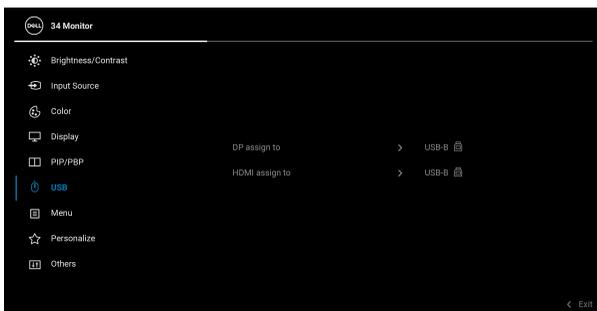 DELL 34 Monitor
Brightness/Contrast
Input Source
Color
Display
DP assign to > USB-B
PIP/PBP
HDMI assign to > USB-B
USB
Menu
Personalize
Others
< Exit